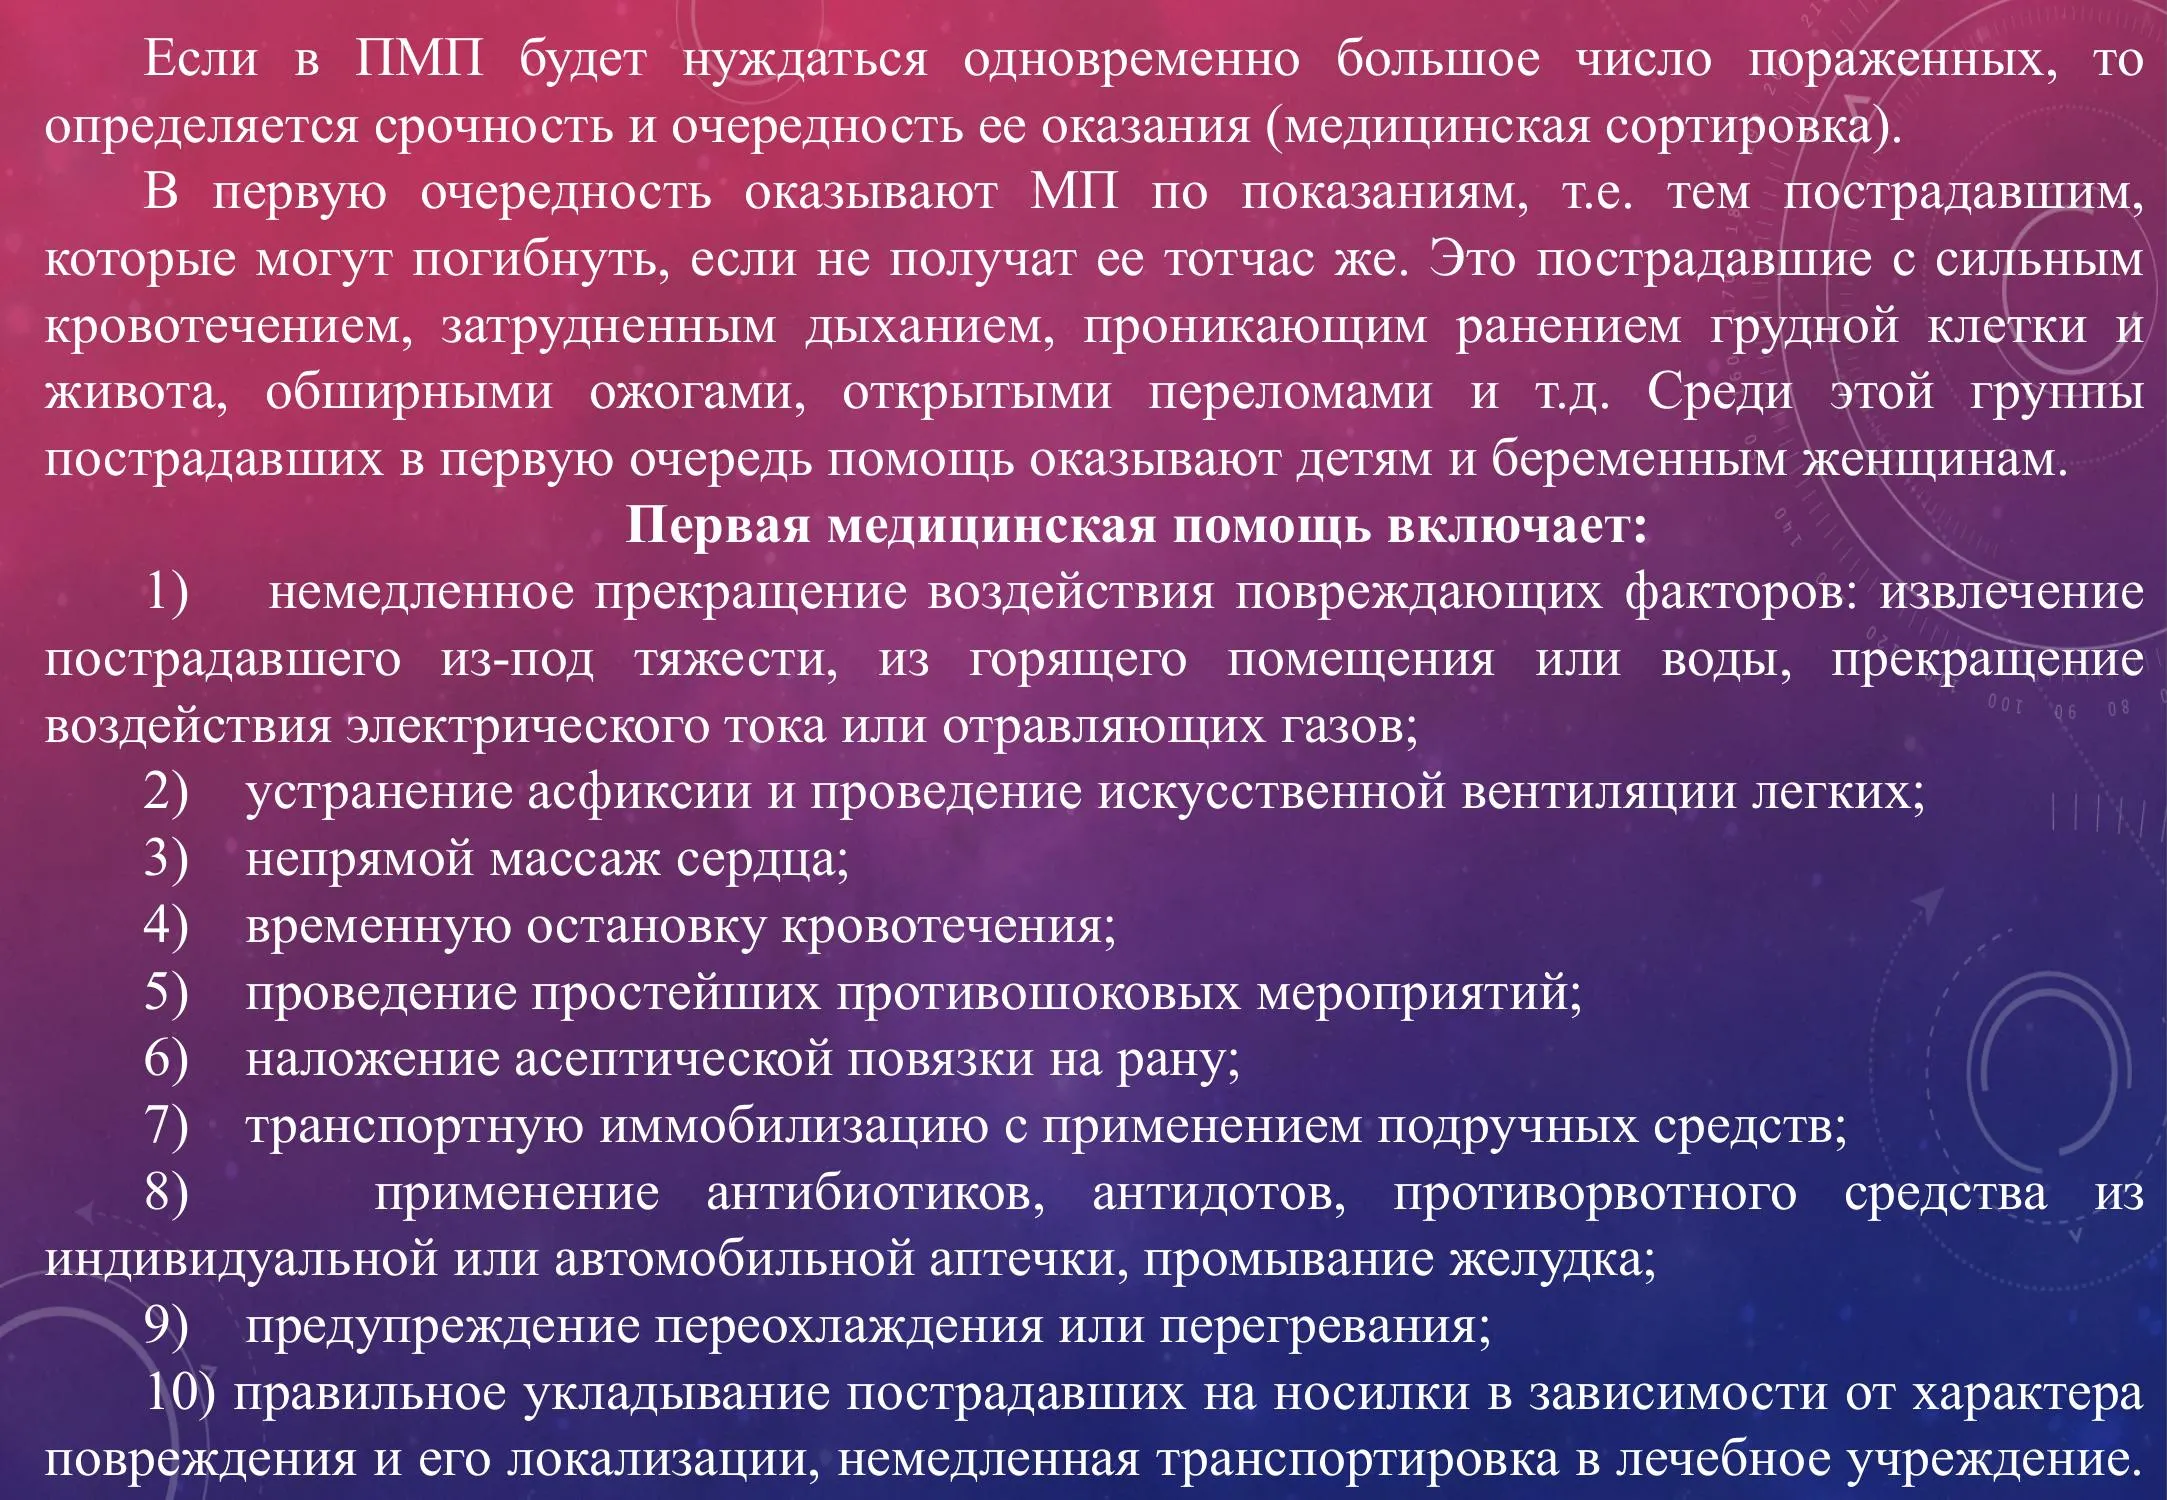 Если в ПМП будет нуждаться одновременно большое число пораженных, то
определяется срочность и очередность ее оказания (медицинская сортировка).
В первую очередность оказывают МП по показаниям, т.е. тем пострадавшим,
которые могут погибнуть, если не получат ее тотчас же. Это пострадавшие с сильным
кровотечением, затрудненным дыханием, проникающим ранением грудной клетки и
живота, обширными ожогами, открытыми переломами и т.д. Среди этой группы
пострадавших в первую очередь помощь оказывают детям и беременным женщинам.
Первая медицинская помощь включает:
1) немедленное прекращение воздействия повреждающих факторов: извлечение
пострадавшего из-под тяжести, из горящего помещения или воды, прекращение
воздействия электрического тока или отравляющих газов;
2) устранение асфиксии и проведение искусственной вентиляции легких;
3) непрямой массаж сердца;
4) временную остановку кровотечения;
5) проведение простейших противошоковых мероприятий;
6) наложение асептической повязки на рану;
7) транспортную иммобилизацию с применением подручных средств;
8) применение антибиотиков, антидотов, противорвотного средства из
индивидуальной или автомобильной аптечки, промывание желудка;
9) предупреждение переохлаждения или перегревания;
10) правильное укладывание пострадавших на носилки в зависимости от характера
повреждения и его локализации, немедленная транспортировка в лечебное учреждение.